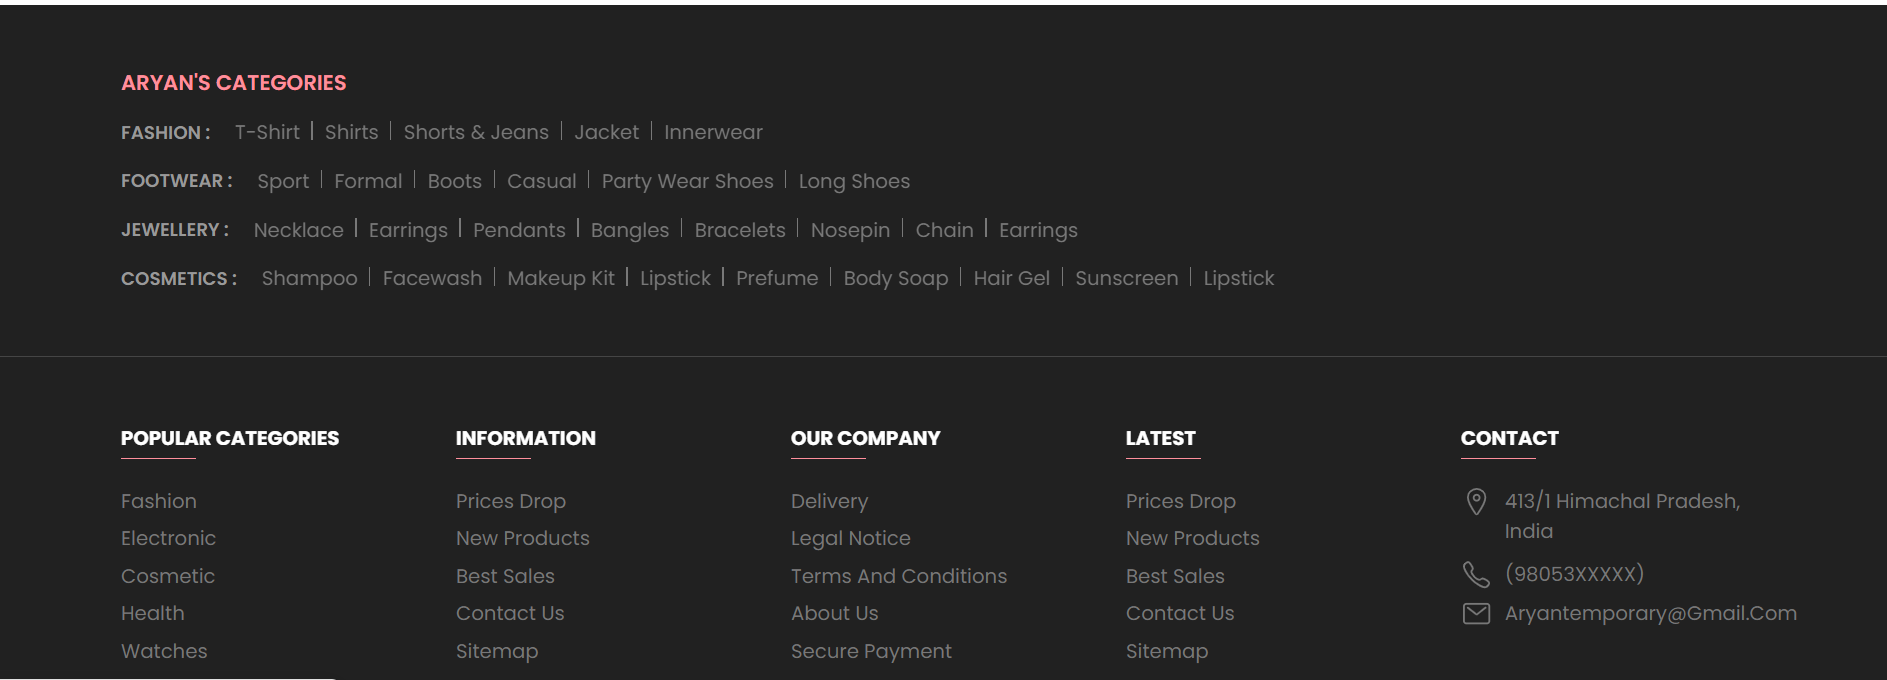 ARYAN'S CATEGORIES
FASHION : T-Shirt | Shirts | Shorts & Jeans | Jacket | Innerwear
FOOTWEAR : Sport | Formal | Boots | Casual | Party Wear Shoes | Long Shoes
JEWELLERY : Necklace | Earrings | Pendants | Bangles | Bracelets | Nosepin | Chain | Earrings
COSMETICS : Shampoo | Facewash | Makeup Kit | Lipstick | Prefume | Body Soap | Hair Gel | Sunscreen | Lipstick
POPULAR CATEGORIES
Fashion
Electronic
Cosmetic
Health
Watches
INFORMATION
Prices Drop
New Products
Best Sales
Contact Us
Sitemap
OUR COMPANY
Delivery
Legal Notice
Terms And Conditions
About Us
Secure Payment
LATEST
Prices Drop
New Products
Best Sales
Contact Us
Sitemap
CONTACT
413/1 Himachal Pradesh,
India
(98053XXXXX)
Aryantemporary@Gmail.Com